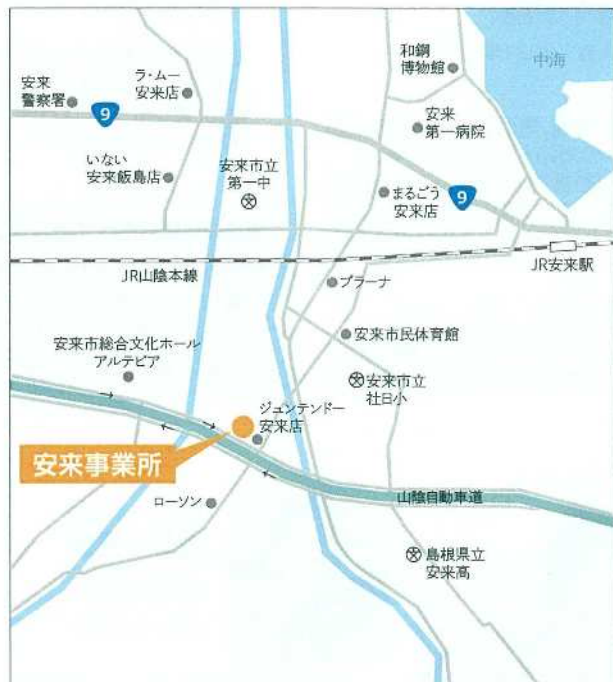 和鋼
博物館
中海
ラ・ムー
安来店
安来
警察署
9
安来
第一病院
いない
安来飯島店
安来市立
第一中
まるごう
安来店
9
JR山陰本線
JR安来駅
プラーナ
安来市民体育館
安来市総合文化ホール
アルテピア
安来市立
社日小
ジュンテンドー
安来店
安来事業所
ローソン
山陰自動車道
島根県立
安来高